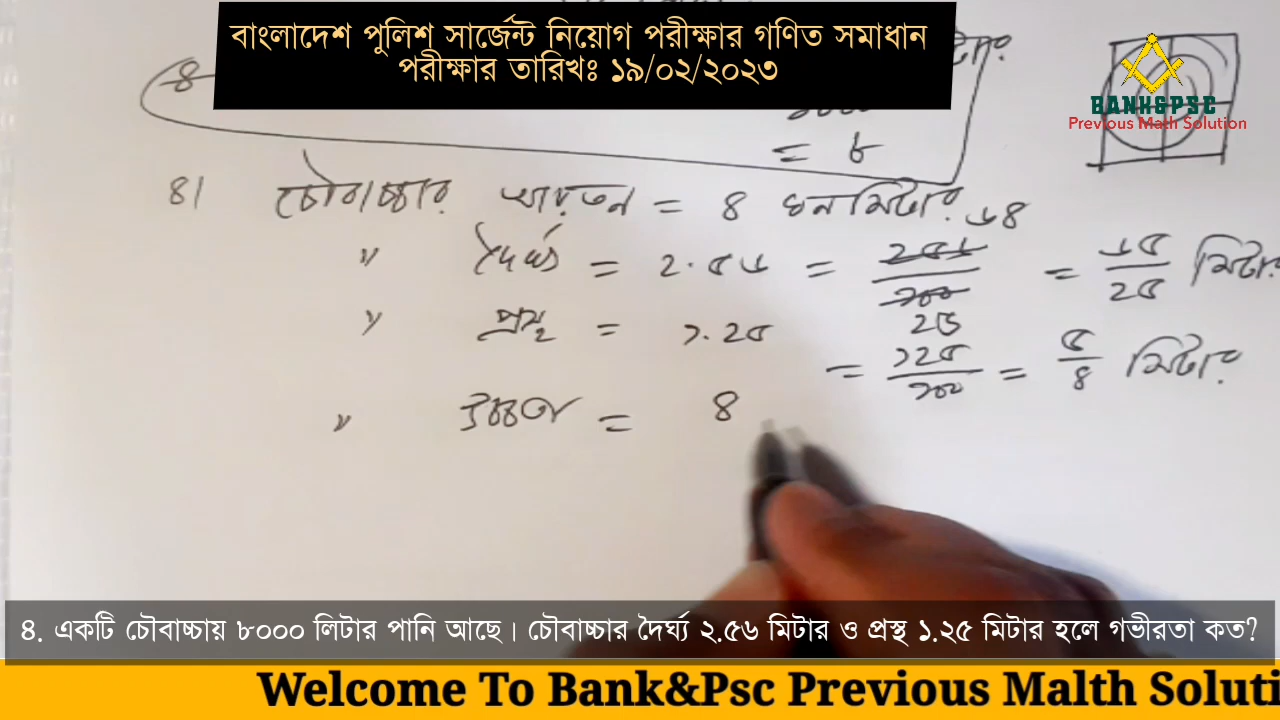 বাংলাদেশ পুলিশ সার্জেন্ট নিয়োগ পরীক্ষার গণিত সমাধান
পরীক্ষার তারিখঃ ১৯/০২/২০২৩
BANK&PSC
Previous Math Solution
= ৮
৪। চৌবাচ্চার আয়তন = ৪ ঘনমিটার
৬৪
" দৈর্ঘ্য = ২.৫৬ = ২৫৬/১০০ = ৬৪/২৫ মিটার
২৫
" প্রস্থ = ১.২৫ = ১২৫/১০০ = ৫/৪ মিটার
" উচ্চতা = ৪
৪. একটি চৌবাচ্চায় ৮০০০ লিটার পানি আছে। চৌবাচ্চার দৈর্ঘ্য ২.৫৬ মিটার ও প্রস্থ ১.২৫ মিটার হলে গভীরতা কত?
Welcome To Bank&Psc Previous Malth Soluti